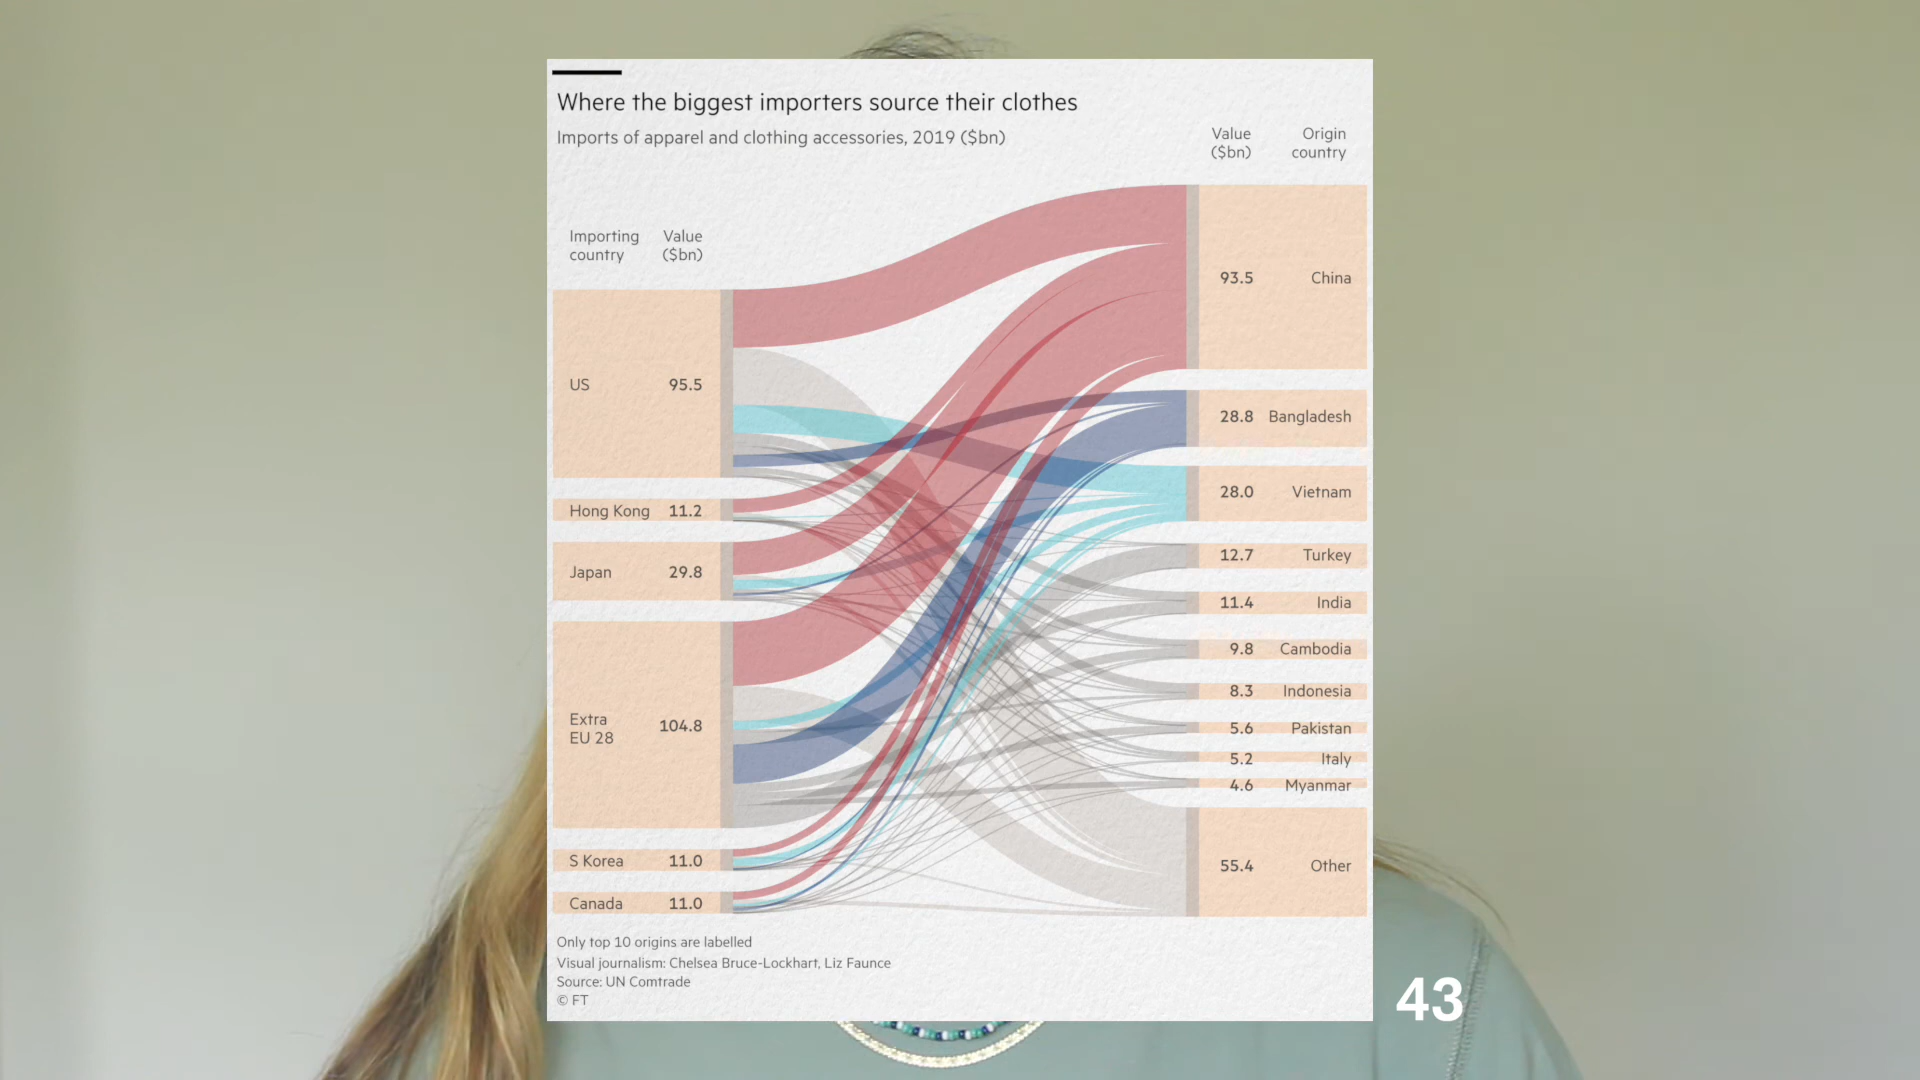 Where the biggest importers source their clothes
Imports of apparel and clothing accessories, 2019 ($bn)
Value
($bn)
Origin
country
Importing
country
Value
($bn)
US 95.5
Hong Kong 11.2
Japan 29.8
Extra
EU 28
104.8
S Korea 11.0
Canada 11.0
93.5 China
28.8 Bangladesh
28.0 Vietnam
12.7 Turkey
11.4 India
9.8 Cambodia
8.3 Indonesia
5.6 Pakistan
5.2 Italy
4.6 Myanmar
55.4 Other
Only top 10 origins are labelled
Visual journalism: Chelsea Bruce-Lockhart, Liz Faunce
Source: UN Comtrade
© FT
43